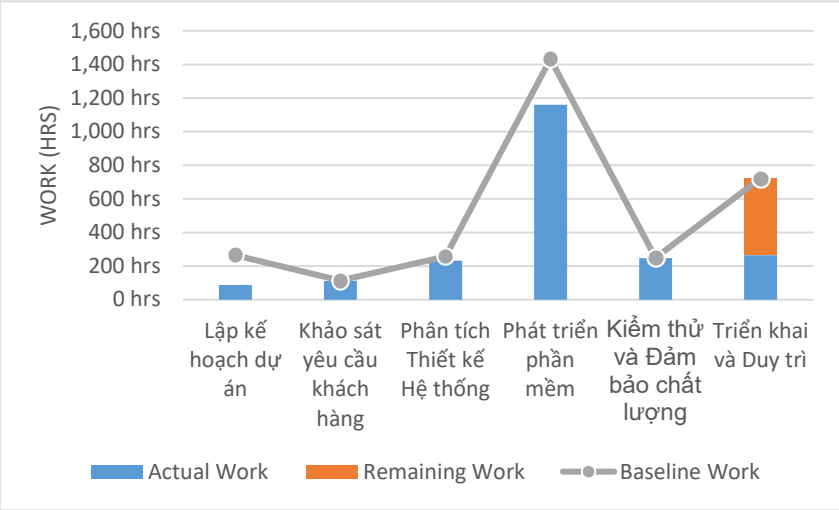 1,600 hrs
1,400 hrs
1,200 hrs
1,000 hrs
800 hrs
600 hrs
400 hrs
200 hrs
0 hrs
WORK (HRS)
Lập kế
hoạch dự
án
Khảo sát
yêu cầu
khách
hàng
Phân tích
Thiết kế
Hệ thống
Phát triển
phần
mềm
Kiểm thử
và Đảm
bảo chất
lượng
Triển khai
và Duy trì
Actual Work
Remaining Work
Baseline Work